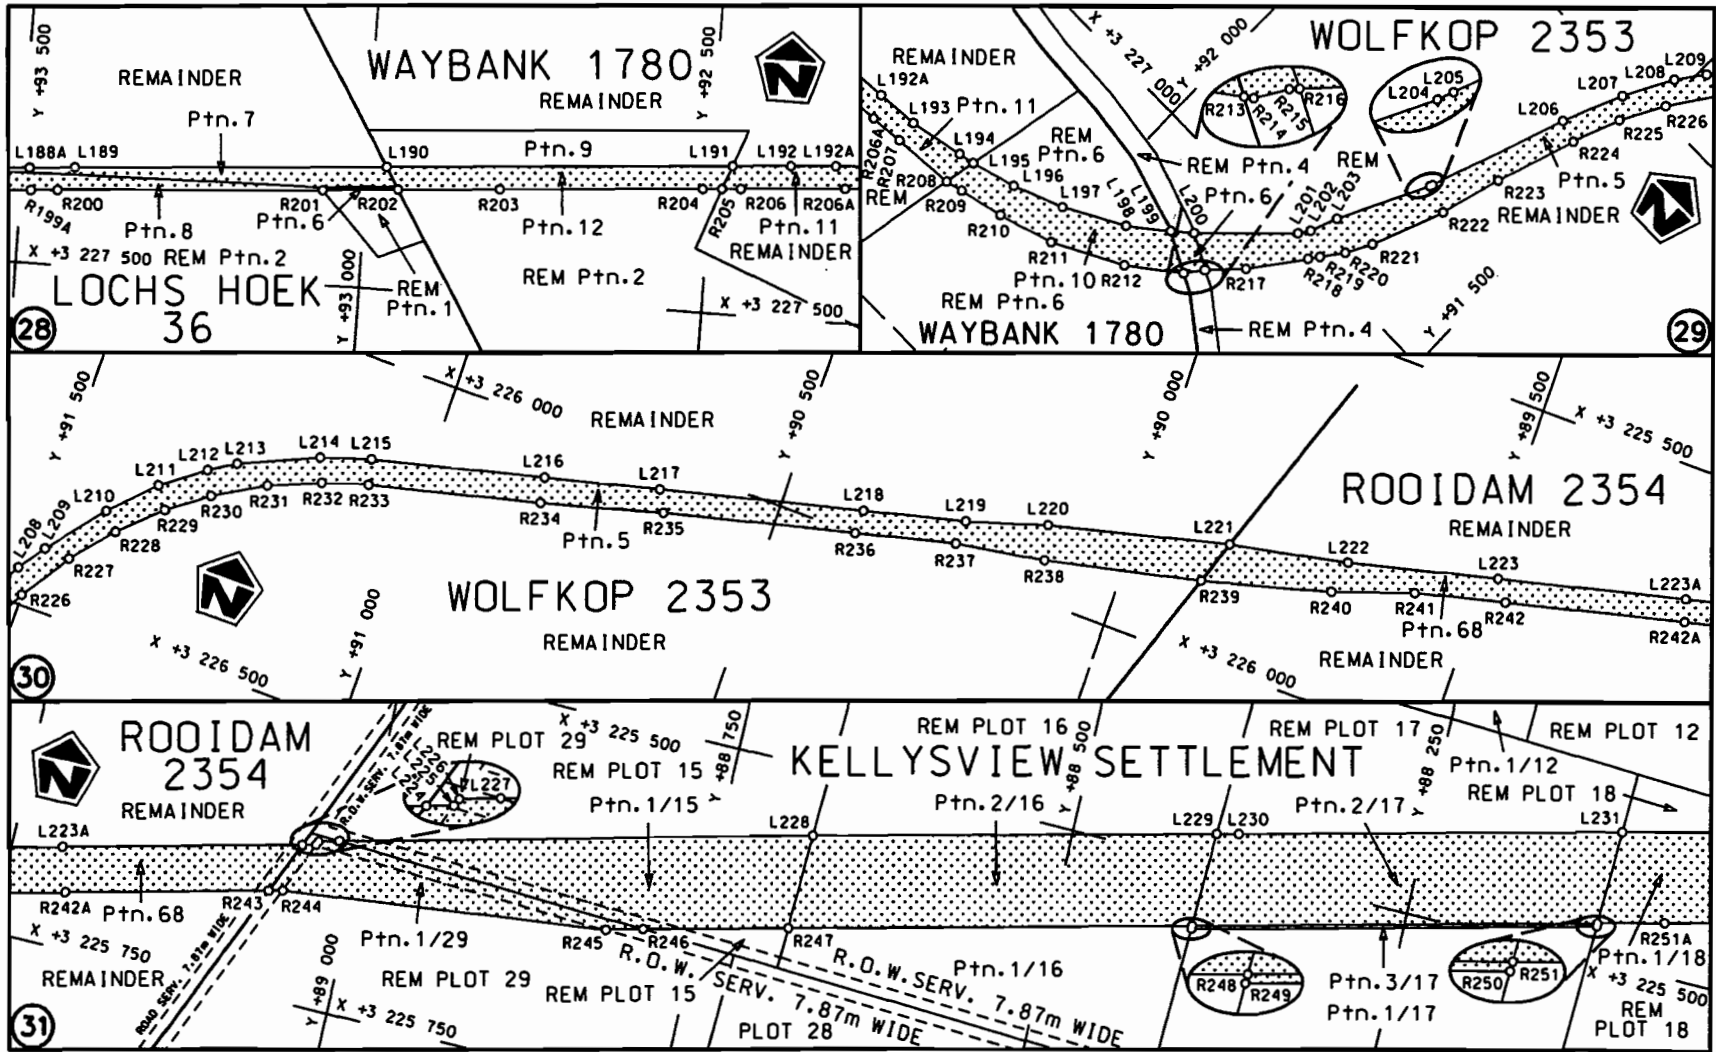 Y +93 500
REMAINDER
WAYBANK 1780
REMAINDER
Y +92 500
N
Ptn.7
L188A
L189
L190
Ptn.9
L191
L192
L192A
R199A
R200
R201
R202
R203
R204
R205
R206
R206A
Ptn.8
Ptn.6
Ptn.12
Ptn.11
REMAINDER
X +3 227 500
REM Ptn.2
Y +93 000
REM
Ptn.1
REM Ptn.2
X +3 227 500
LOCHS HOEK
36
28
REMAINDER
X +3 227 000
Y +92 000
WOLFKOP 2353
L192A
L193
Ptn.11
L194
L195
L196
L197
L198
L199
L200
L201
L202
L203
L204
L205
L206
L207
L208
L209
R213
R214
R215
R216
REM
Ptn.6
REM Ptn.4
Ptn.6
REM
R206A
R207
R208
REM
R209
R210
R211
R212
R217
R218
R219
R220
R221
R222
R223
R224
R225
R226
Ptn.5
REMAINDER
N
Ptn.10
REM Ptn.6
WAYBANK 1780
REM Ptn.4
Y +91 500
29
Y +91 500
X +3 226 000
REMAINDER
Y +90 500
Y +90 000
Y +89 500
X +3 225 500
L208
L209
L210
L211
L212
L213
L214
L215
L216
L217
L218
L219
L220
L221
L222
L223
L223A
ROOIDAM 2354
REMAINDER
R226
R227
R228
R229
R230
R231
R232
R233
R234
R235
R236
R237
R238
R239
R240
R241
R242
R242A
Ptn.5
Ptn.68
N
WOLFKOP 2353
REMAINDER
X +3 226 500
Y +91 000
X +3 226 000
REMAINDER
30
N
ROOIDAM
2354
REMAINDER
R.O.W.SERV. 7.87m WIDE
REM PLOT 29
L224
L225
L226
L227
X +3 225 500
REM PLOT 15
Y +88 750
REM PLOT 16
KELLYSVIEW SETTLEMENT
Y +88 500
REM PLOT 17
Y +88 250
Ptn.1/12
REM PLOT 12
REM PLOT 18
Ptn.1/15
Ptn.2/16
Ptn.2/17
L223A
L228
L229
L230
L231
R242A
Ptn.68
R243
R244
R245
R246
R247
R248
R249
R250
R251
R251A
X +3 225 750
REMAINDER
ROAD SERV. 7.87m WIDE
Ptn.1/29
REM PLOT 29
Y +89 000
X +3 225 750
REM PLOT 15
R.O.W. SERV. 7.87m WIDE
R.O.W.SERV. 7.87m WIDE
PLOT 28
Ptn.1/16
Ptn.3/17
Ptn.1/17
Ptn.1/18
X +3 225 500
REM
PLOT 18
31